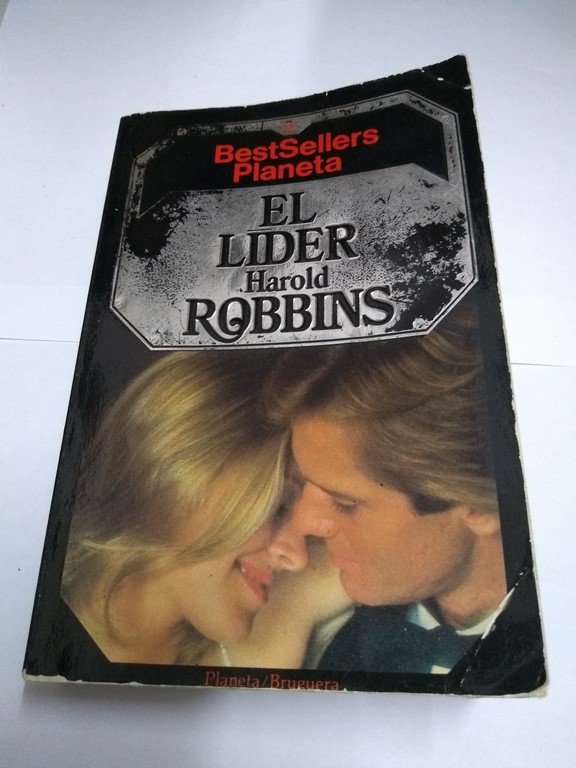 BestSellers
Planeta
EL
LIDER
Harold
ROBBINS
Planeta/Bruguera